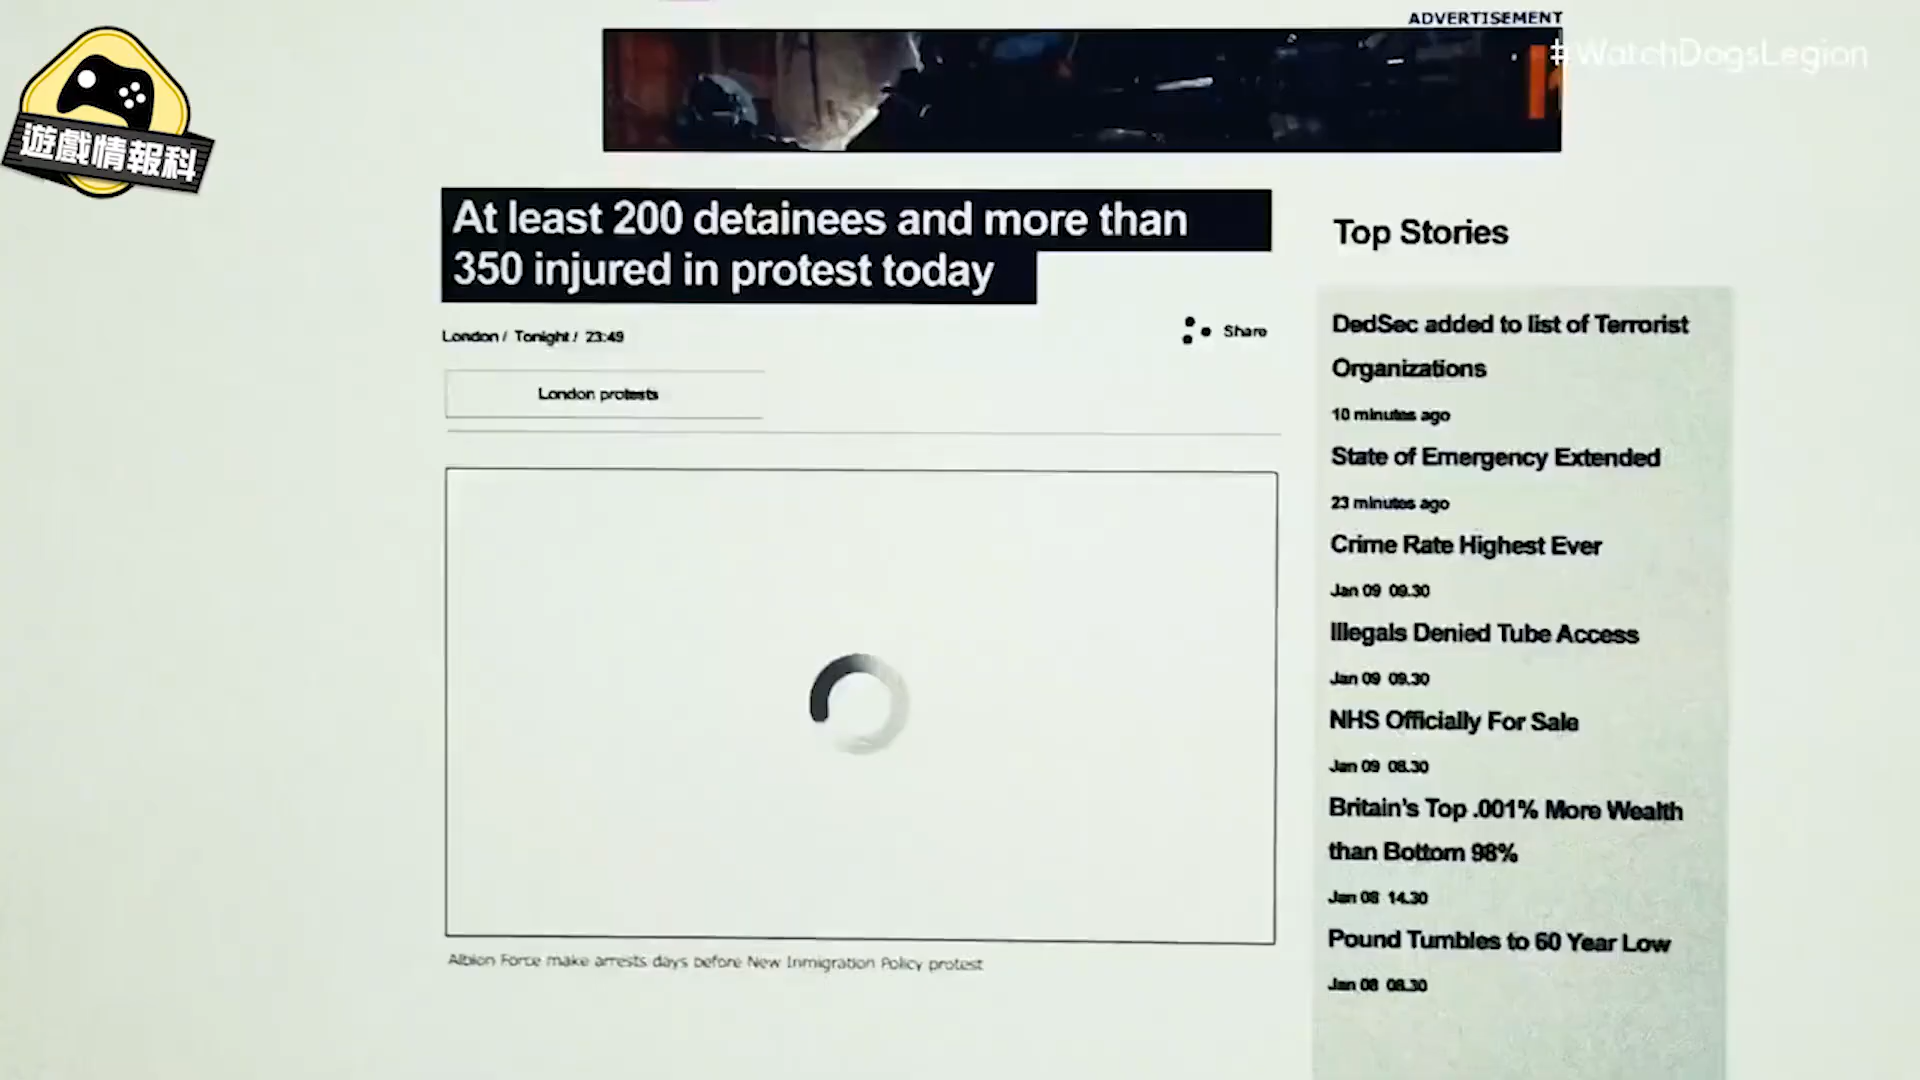 ADVERTISEMENT
#WatchDogsLegion
遊戲情報科
At least 200 detainees and more than
350 injured in protest today
London / Tonight / 23:49
Share
London protests
Albion Force make arrests days before New Inmigration Policy protest
Top Stories
DedSec added to list of Terrorist
Organizations
10 minutes ago
State of Emergency Extended
23 minutes ago
Crime Rate Highest Ever
Jan 09 09.30
Illegals Denied Tube Access
Jan 09 09.30
NHS Officially For Sale
Jan 09 08.30
Britain's Top .001% More Wealth
than Bottom 98%
Jan 08 14.30
Pound Tumbles to 60 Year Low
Jan 08 08.30